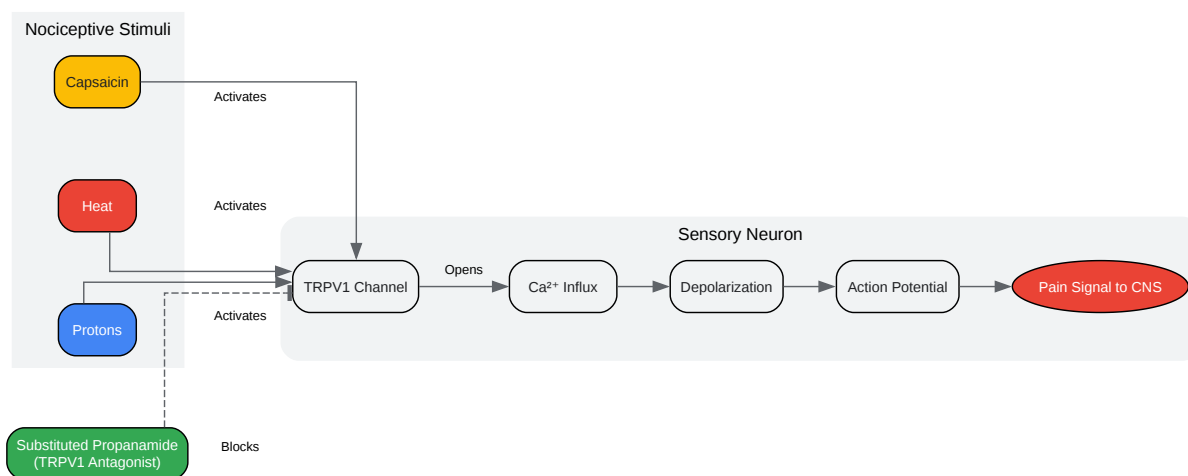 Nociceptive Stimuli
Capsaicin
Activates
Heat
Activates
Sensory Neuron
TRPV1 Channel
Opens
Ca²⁺ Influx
Depolarization
Action Potential
Pain Signal to CNS
Protons
Activates
Substituted Propanamide
(TRPV1 Antagonist)
Blocks